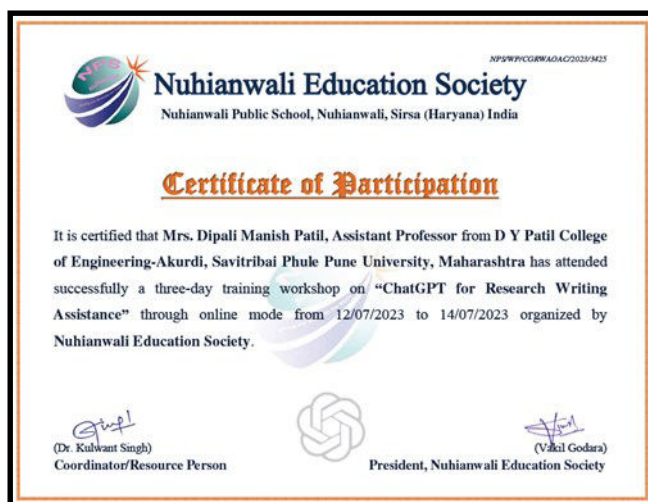 NPS/WP/CGRWAOAC/2023/3425
NPS
Nuhianwali Education Society
Nuhianwali Public School, Nuhianwali, Sirsa (Haryana) India
Certificate of Participation
It is certified that Mrs. Dipali Manish Patil, Assistant Professor from D Y Patil College
of Engineering-Akurdi, Savitribai Phule Pune University, Maharashtra has attended
successfully a three-day training workshop on “ChatGPT for Research Writing
Assistance” through online mode from 12/07/2023 to 14/07/2023 organized by
Nuhianwali Education Society.
(Dr. Kulwant Singh)
Coordinator/Resource Person
(Vakil Godara)
President, Nuhianwali Education Society